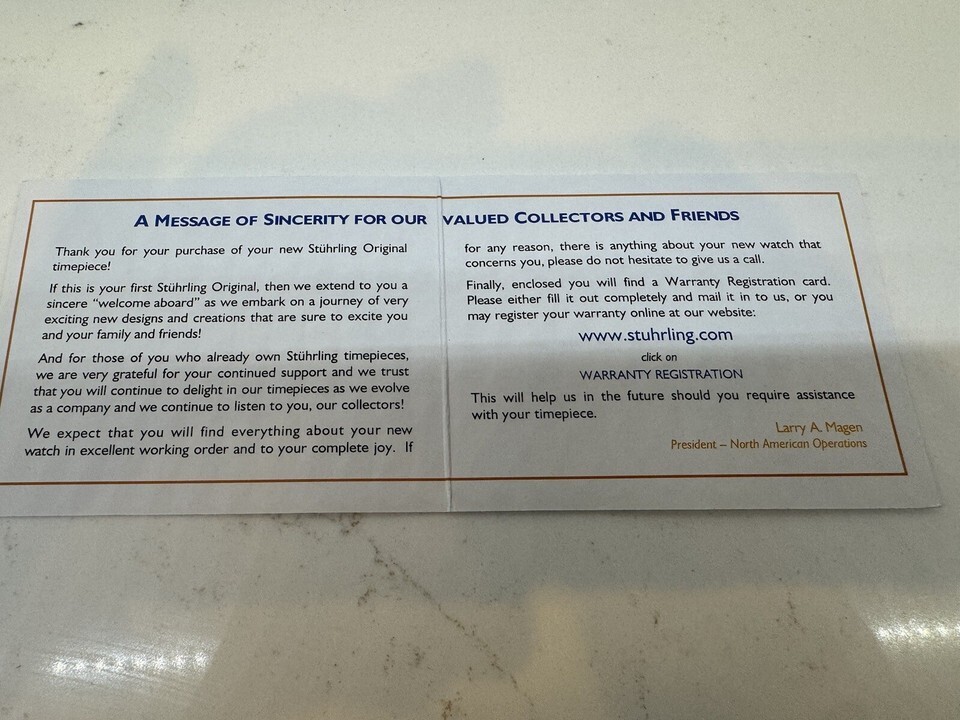 A MESSAGE OF SINCERITY FOR OUR VALUED COLLECTORS AND FRIENDS
Thank you for your purchase of your new Stührling Original
timepiece!
If this is your first Stührling Original, then we extend to you a
sincere “welcome aboard” as we embark on a journey of very
exciting new designs and creations that are sure to excite you
and your family and friends!
And for those of you who already own Stührling timepieces,
we are very grateful for your continued support and we trust
that you will continue to delight in our timepieces as we evolve
as a company and we continue to listen to you, our collectors!
We expect that you will find everything about your new
watch in excellent working order and to your complete joy. If
for any reason, there is anything about your new watch that
concerns you, please do not hesitate to give us a call.
Finally, enclosed you will find a Warranty Registration card.
Please either fill it out completely and mail it in to us, or you
may register your warranty online at our website:
www.stuhrling.com
click on
WARRANTY REGISTRATION
This will help us in the future should you require assistance
with your timepiece.
Larry A. Magen
President – North American Operations